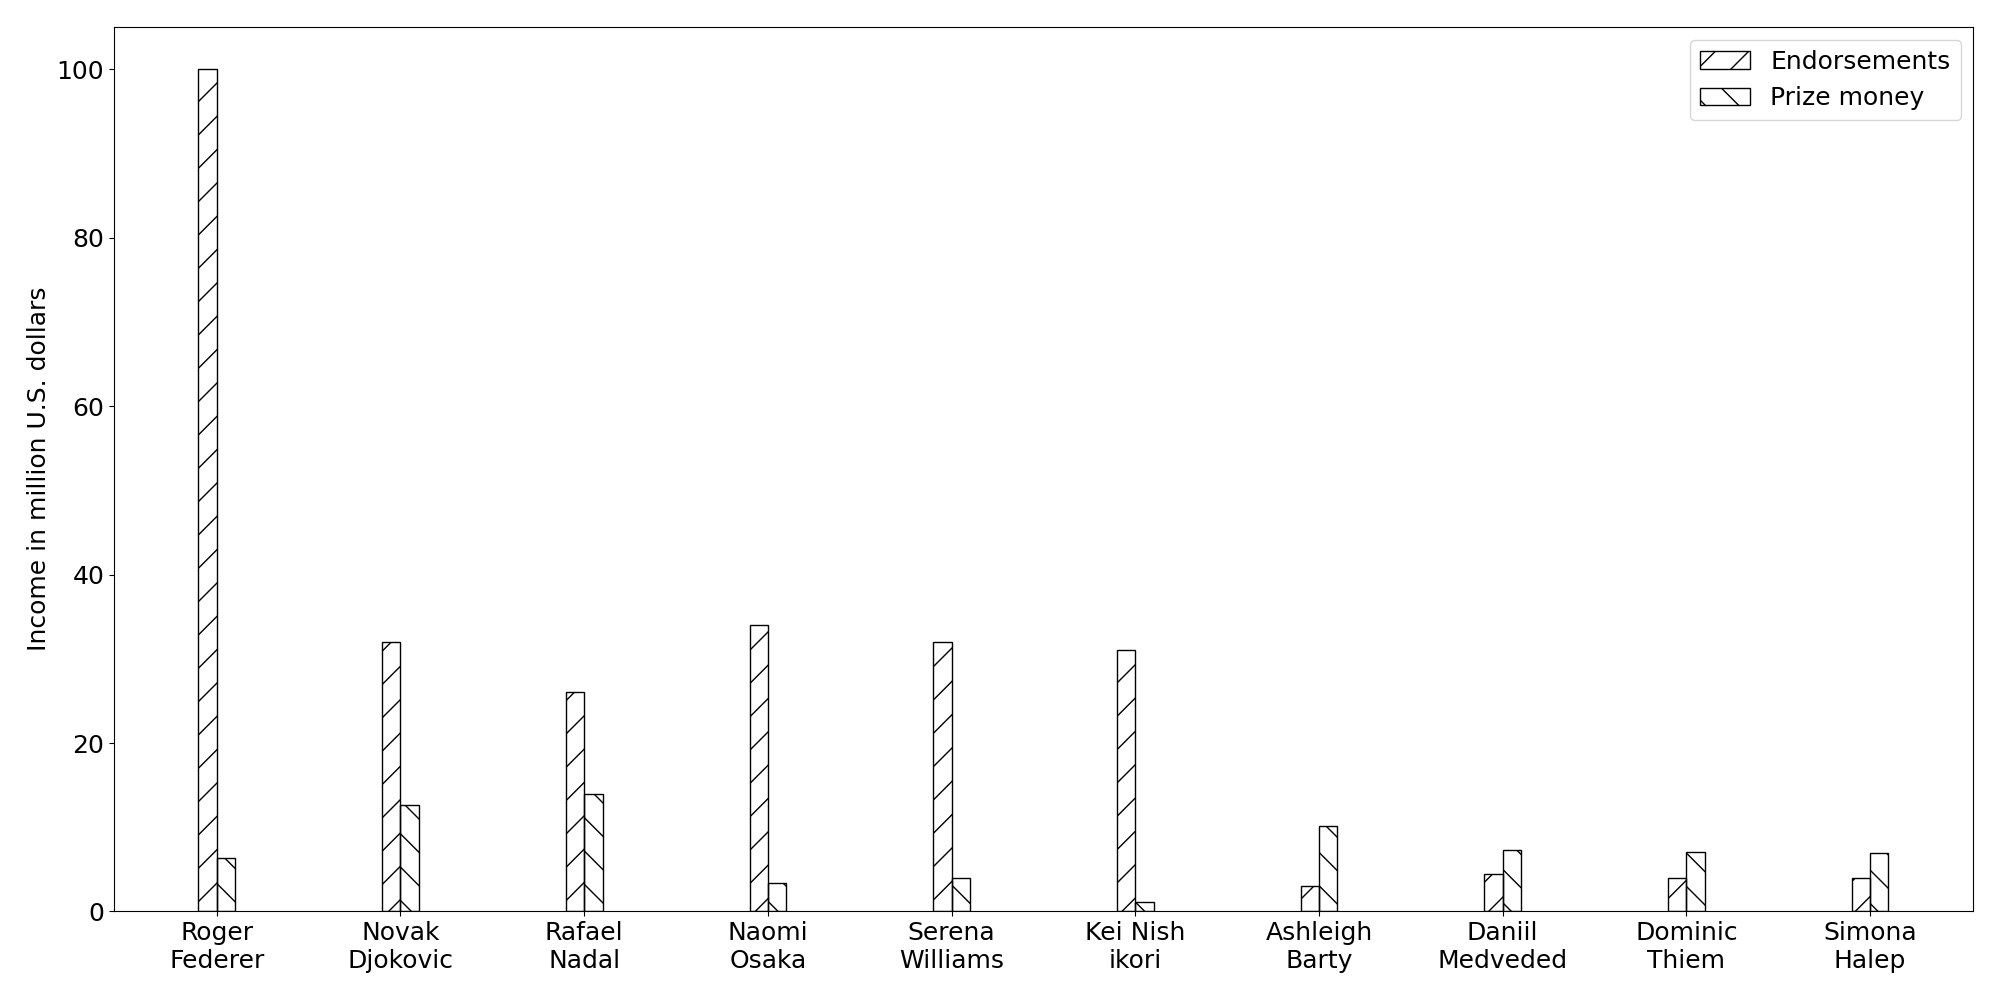 Income in million U.S. dollars
100
80
60
40
20
0
Endorsements
Prize money
Roger
Federer
Novak
Djokovic
Rafael
Nadal
Naomi
Osaka
Serena
Williams
Kei Nish
ikori
Ashleigh
Barty
Daniil
Medveded
Dominic
Thiem
Simona
Halep